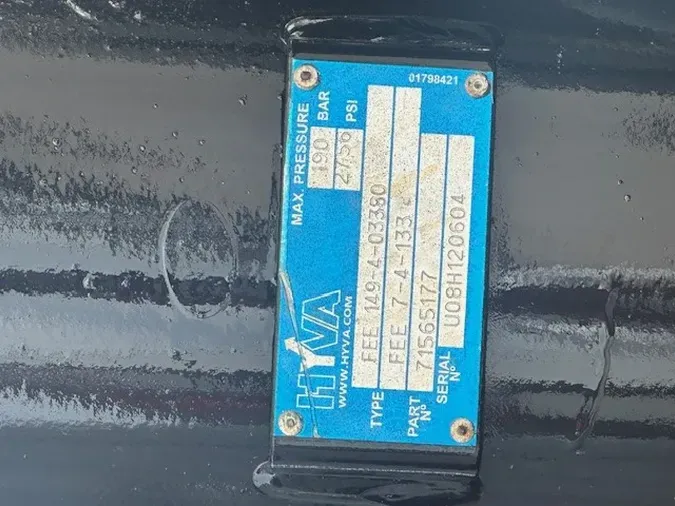 HYVA
WWW.HYVA.COM
MAX. PRESSURE
190 BAR
2756 PSI
TYPE FEE 149-4-03380
FEE 7-4-133
PART Nº 71565177
SERIAL Nº U08H120604
01798421